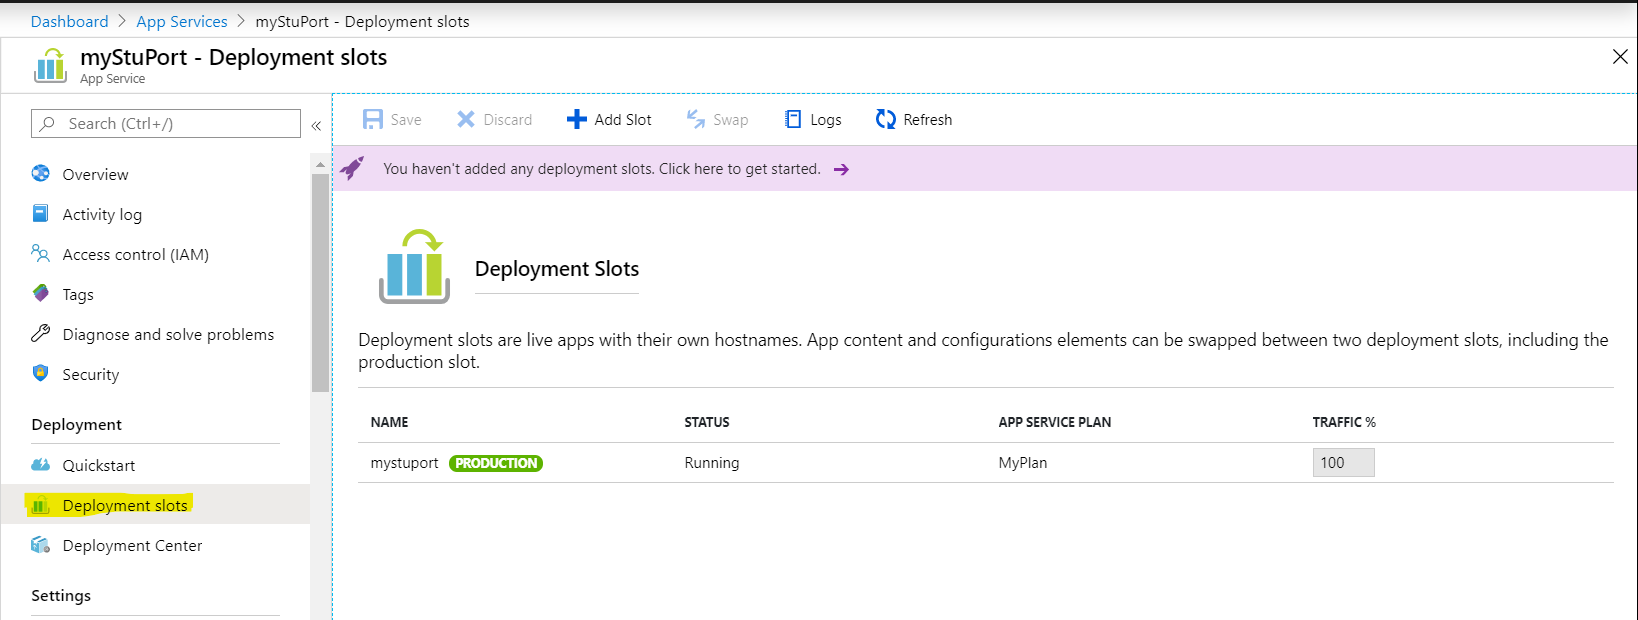 Dashboard > App Services > myStuPort - Deployment slots
myStuPort - Deployment slots
App Service
Search (Ctrl+/)
«
Overview
Activity log
Access control (IAM)
Tags
Diagnose and solve problems
Security
Deployment
Quickstart
Deployment slots
Deployment Center
Settings
Save Discard Add Slot Swap Logs Refresh
You haven't added any deployment slots. Click here to get started. →
Deployment Slots
Deployment slots are live apps with their own hostnames. App content and configurations elements can be swapped between two deployment slots, including the
production slot.
NAME STATUS APP SERVICE PLAN TRAFFIC %
mystuport PRODUCTION Running MyPlan 100